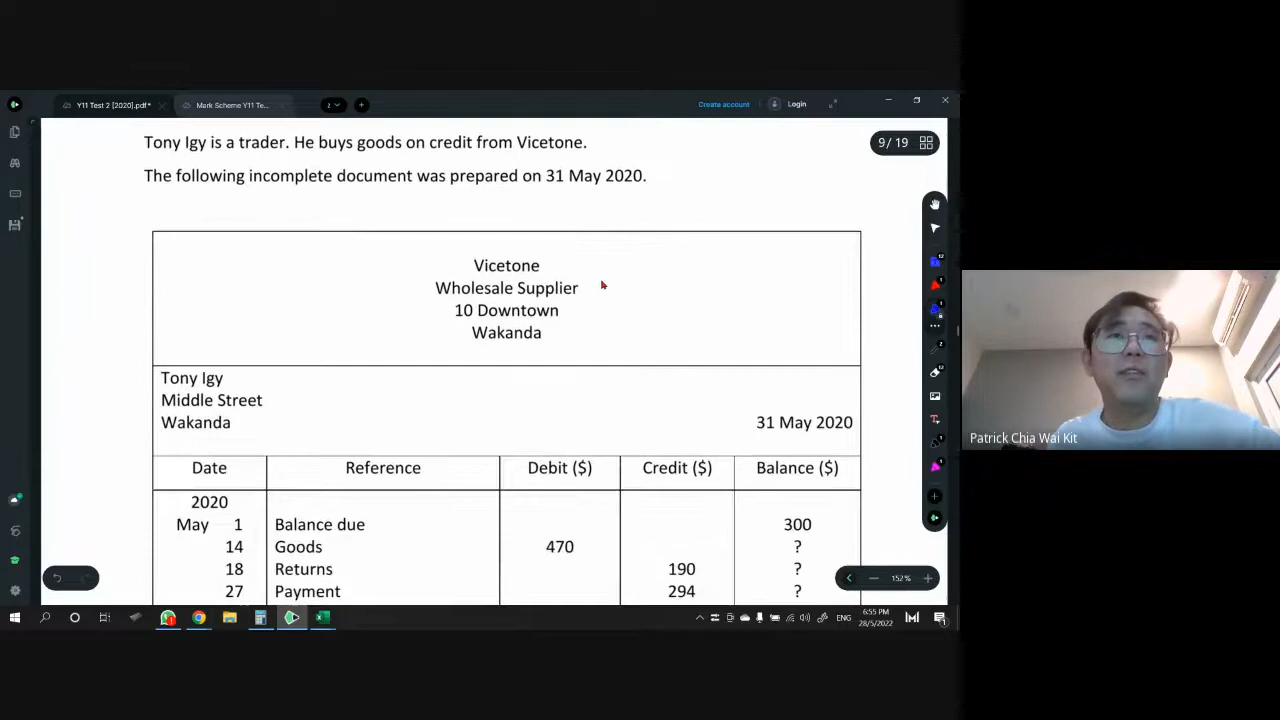 Y11 Test 2 [2020].pdf*
Mark Scheme Y11 Te...
2
Create account
Login
Tony Igy is a trader. He buys goods on credit from Vicetone.
9/ 19
The following incomplete document was prepared on 31 May 2020.
Vicetone
Wholesale Supplier
10 Downtown
Wakanda
Tony Igy
Middle Street
Wakanda
31 May 2020
Date Reference Debit ($) Credit ($) Balance ($)
2020
May 1 Balance due 300
14 Goods 470 ?
18 Returns 190 ?
27 Payment 294 ?
152%
Patrick Chia Wai Kit
ENG
6:55 PM
28/5/2022